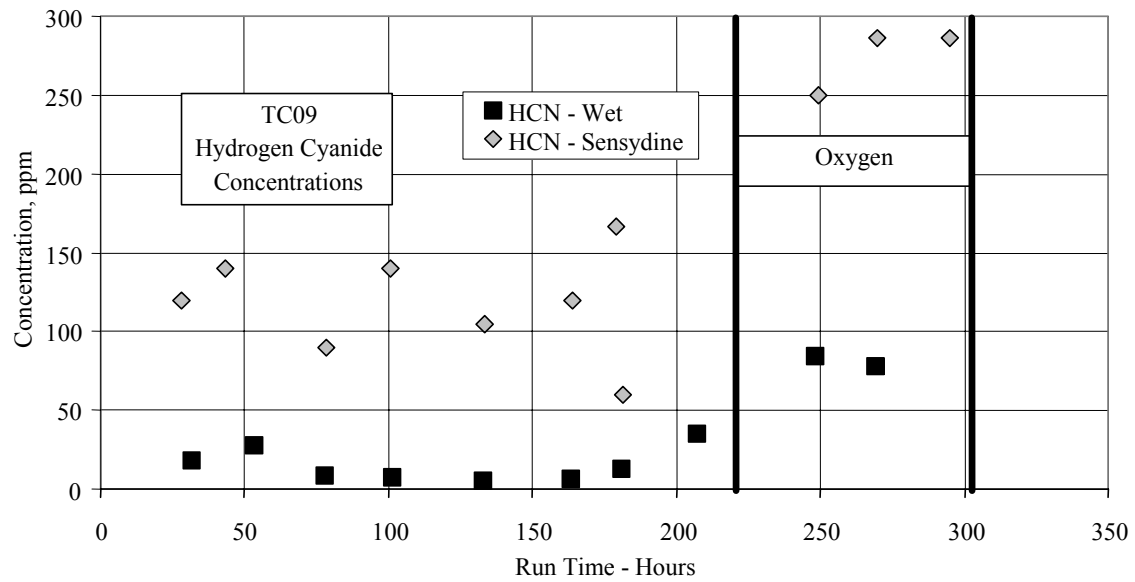 300
250
200
150
100
50
0
Concentration, ppm
TC09
Hydrogen Cyanide
Concentrations
HCN - Wet
HCN - Sensydine
Oxygen
0 50 100 150 200 250 300 350
Run Time - Hours